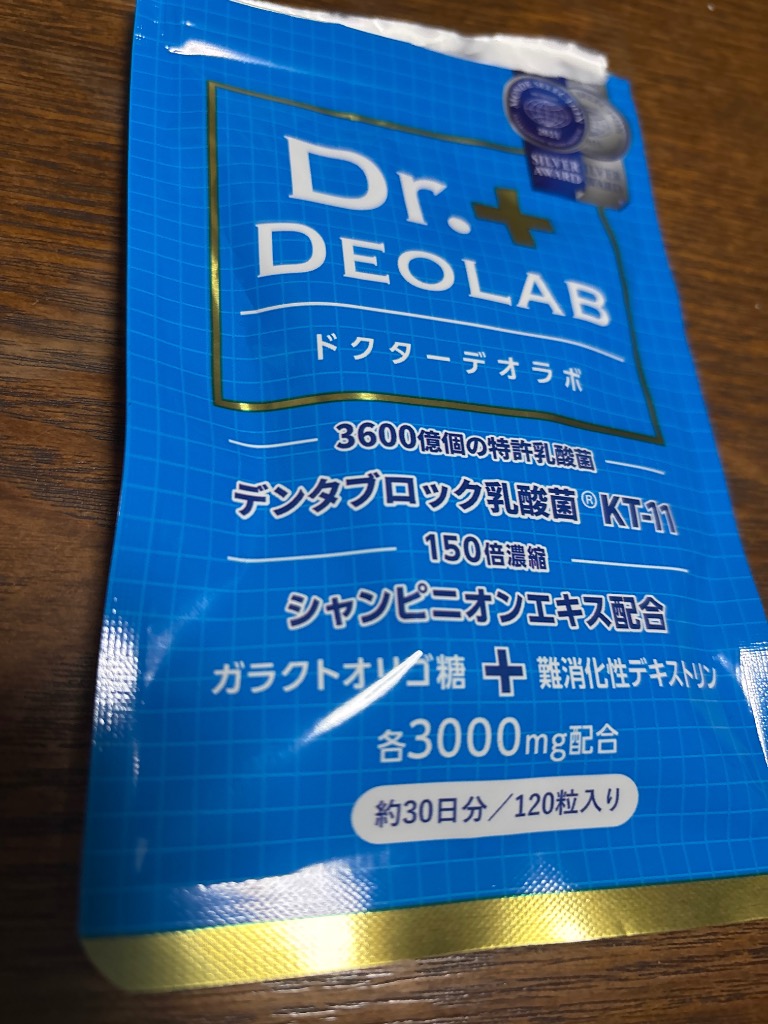 MONDE SELECTION
2021
SILVER
AWARD
Dr.+
DEOLAB
ドクターデオラボ
3600億個の特許乳酸菌
デンタブロック乳酸菌®KT-11
150倍濃縮
シャンピニオンエキス配合
ガラクトオリゴ糖+難消化性デキストリン
各3000mg配合
約30日分/120粒入り